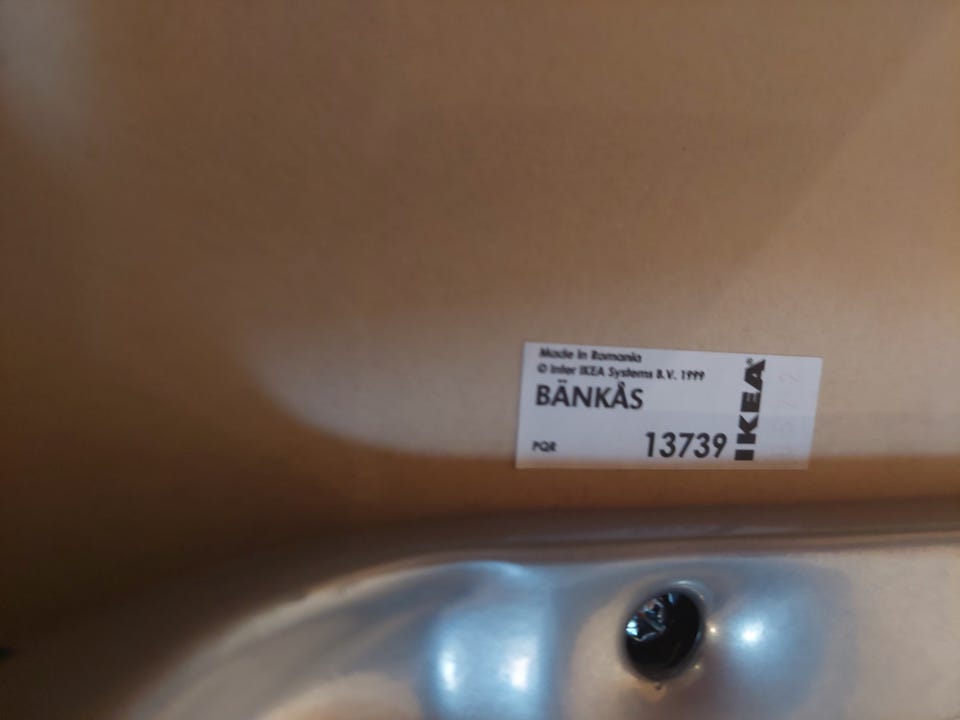 Made in Romania
© Inter IKEA Systems B.V. 1999
BÄNKÅS
PQR 13739
IKEA®